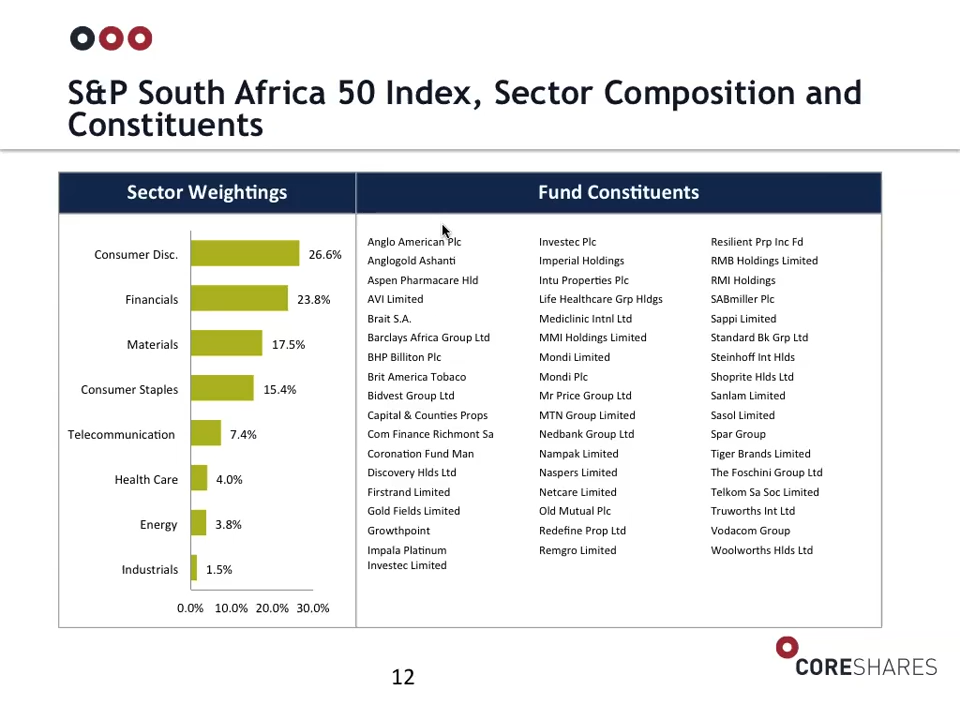 S&P South Africa 50 Index, Sector Composition and
Constituents
Sector Weightings
Fund Constituents
Consumer Disc.
26.6%
Financials
23.8%
Materials
17.5%
Consumer Staples
15.4%
Telecommunication
7.4%
Health Care
4.0%
Energy
3.8%
Industrials
1.5%
0.0% 10.0% 20.0% 30.0%
Anglo American Plc
Anglogold Ashanti
Aspen Pharmacare Hld
AVI Limited
Brait S.A.
Barclays Africa Group Ltd
BHP Billiton Plc
Brit America Tobaco
Bidvest Group Ltd
Capital & Counties Props
Com Finance Richmont Sa
Coronation Fund Man
Discovery Hlds Ltd
Firstrand Limited
Gold Fields Limited
Growthpoint
Impala Platinum
Investec Limited
Investec Plc
Imperial Holdings
Intu Properties Plc
Life Healthcare Grp Hldgs
Mediclinic Intnl Ltd
MMI Holdings Limited
Mondi Limited
Mondi Plc
Mr Price Group Ltd
MTN Group Limited
Nedbank Group Ltd
Nampak Limited
Naspers Limited
Netcare Limited
Old Mutual Plc
Redefine Prop Ltd
Remgro Limited
Resilient Prp Inc Fd
RMB Holdings Limited
RMI Holdings
SABmiller Plc
Sappi Limited
Standard Bk Grp Ltd
Steinhoff Int Hlds
Shoprite Hlds Ltd
Sanlam Limited
Sasol Limited
Spar Group
Tiger Brands Limited
The Foschini Group Ltd
Telkom Sa Soc Limited
Truworths Int Ltd
Vodacom Group
Woolworths Hlds Ltd
12
CORESHARES